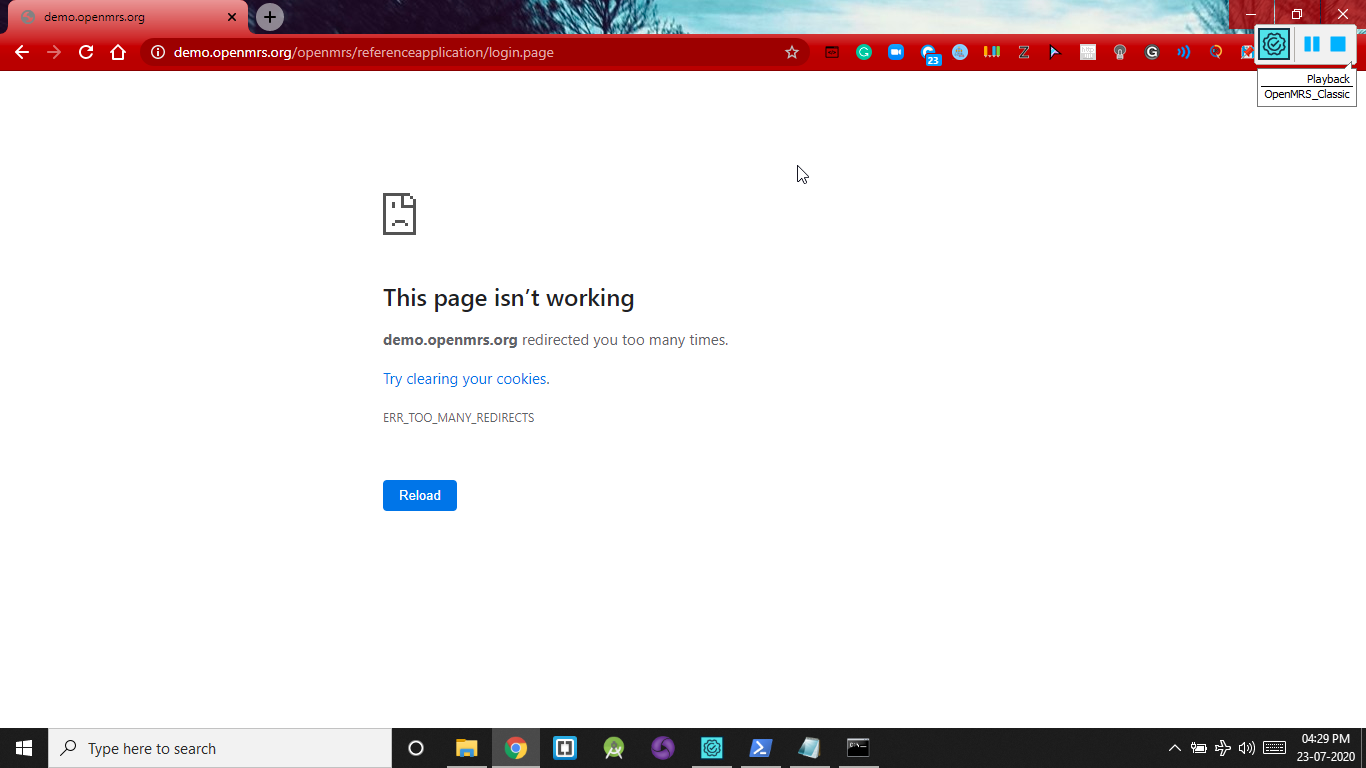 demo.openmrs.org
demo.openmrs.org/openmrs/referenceapplication/login.page
23
Z
G
Playback
OpenMRS_Classic
This page isn’t working
demo.openmrs.org redirected you too many times.
Try clearing your cookies.
ERR_TOO_MANY_REDIRECTS
Reload
Type here to search
04:29 PM
23-07-2020